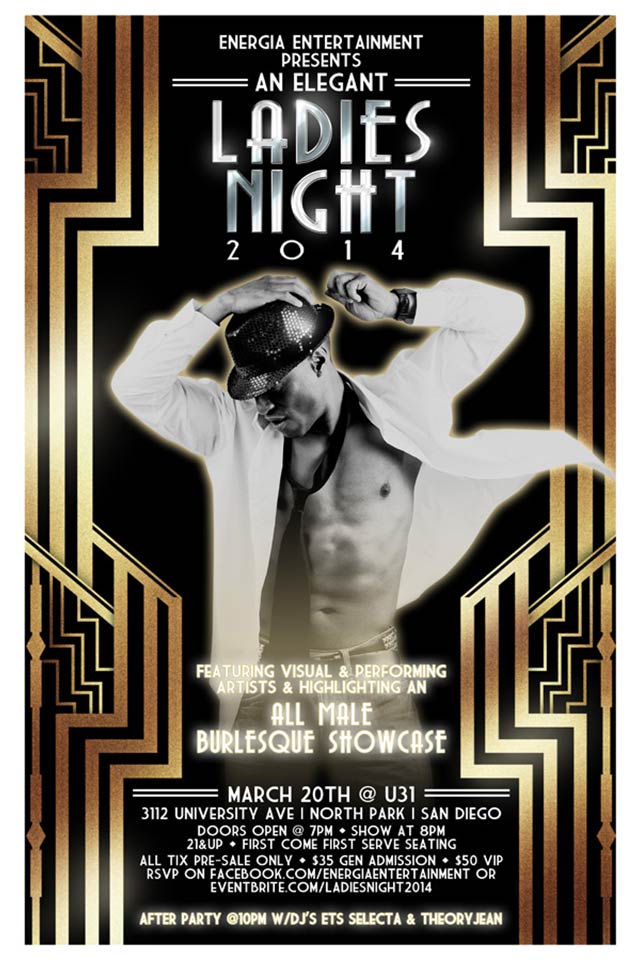 ENERGIA ENTERTAINMENT
PRESENTS
AN ELEGANT
LADIES
NIGHT
2014
FEATURING VISUAL & PERFORMING
ARTISTS & HIGHLIGHTING AN
ALL MALE
BURLESQUE SHOWCASE
MARCH 20TH @ U31
3112 UNIVERSITY AVE | NORTH PARK | SAN DIEGO
DOORS OPEN @ 7PM • SHOW AT 8PM
21&UP • FIRST COME FIRST SERVE SEATING
ALL TIX PRE-SALE ONLY • $35 GEN ADMISSION • $50 VIP
RSVP ON FACEBOOK.COM/ENERGIAENTERTAINMENT OR
EVENTBRITE.COM/LADIESNIGHT2014
AFTER PARTY @10PM W/DJ'S ETS SELECTA & THEORYJEAN